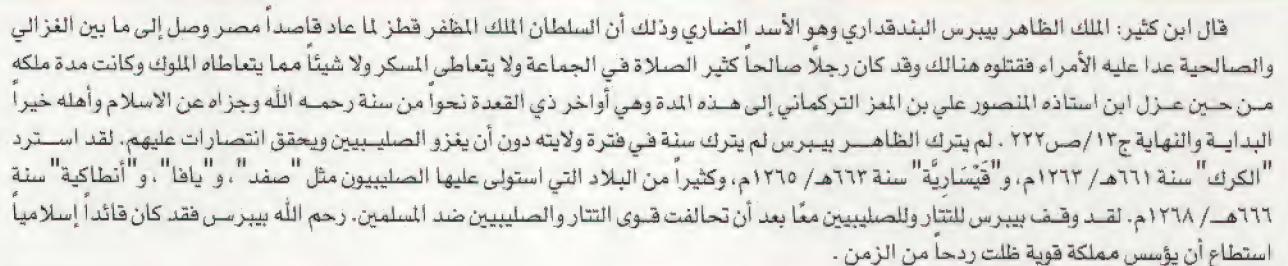 قال ابن كثير: الملك الظاهر بيبرس البندقداري وهو الأسد الضاري وذلك أن السلطان الملك المظفر قطز لما عاد قاصداً مصر وصل إلى ما بين الغزالي
والصالحية عدا عليه الأمراء فقتلوه هنالك وقد كان رجلاً صالحاً كثير الصلاة في الجماعة ولا يتعاطى المسكر ولا شيئاً مما يتعاطاه الملوك وكانت مدة ملكه
من حين عزل ابن استاذه المنصور علي بن المعز التركماني إلى هذه المدة وهي أواخر ذي القعدة نحواً من سنة رحمه الله وجزاه عن الاسلام وأهله خيراً
البداية والنهاية ج١٣/ص٢٢٢ . لم يترك الظاهر بيبرس لم يترك سنة في فترة ولايته دون أن يغزو الصليبيين ويحقق انتصارات عليهم. لقد استرد
"الكرك" سنة ٦٦١هـ/ ١٢٦٣م، و"قَيْسَارِيَّة" سنة ٦٦٣هـ/ ١٢٦٥م، وكثيراً من البلاد التي استولى عليها الصليبيون مثل "صفد"، و"يافا"، و"أنطاكية" سنة
٦٦٦هـ/ ١٢٦٨م. لقد وقف بيبرس للتتار وللصليبيين معًا بعد أن تحالفت قوى التتار والصليبيين ضد المسلمين. رحم الله بيبرس فقد كان قائداً إسلامياً
استطاع أن يؤسس مملكة قوية ظلت ردحاً من الزمن .